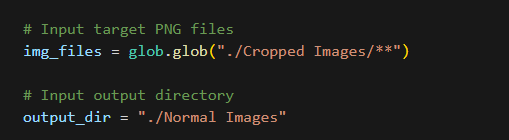 # Input target PNG files
img_files = glob.glob("./Cropped Images/**")
# Input output directory
output_dir = "./Normal Images"